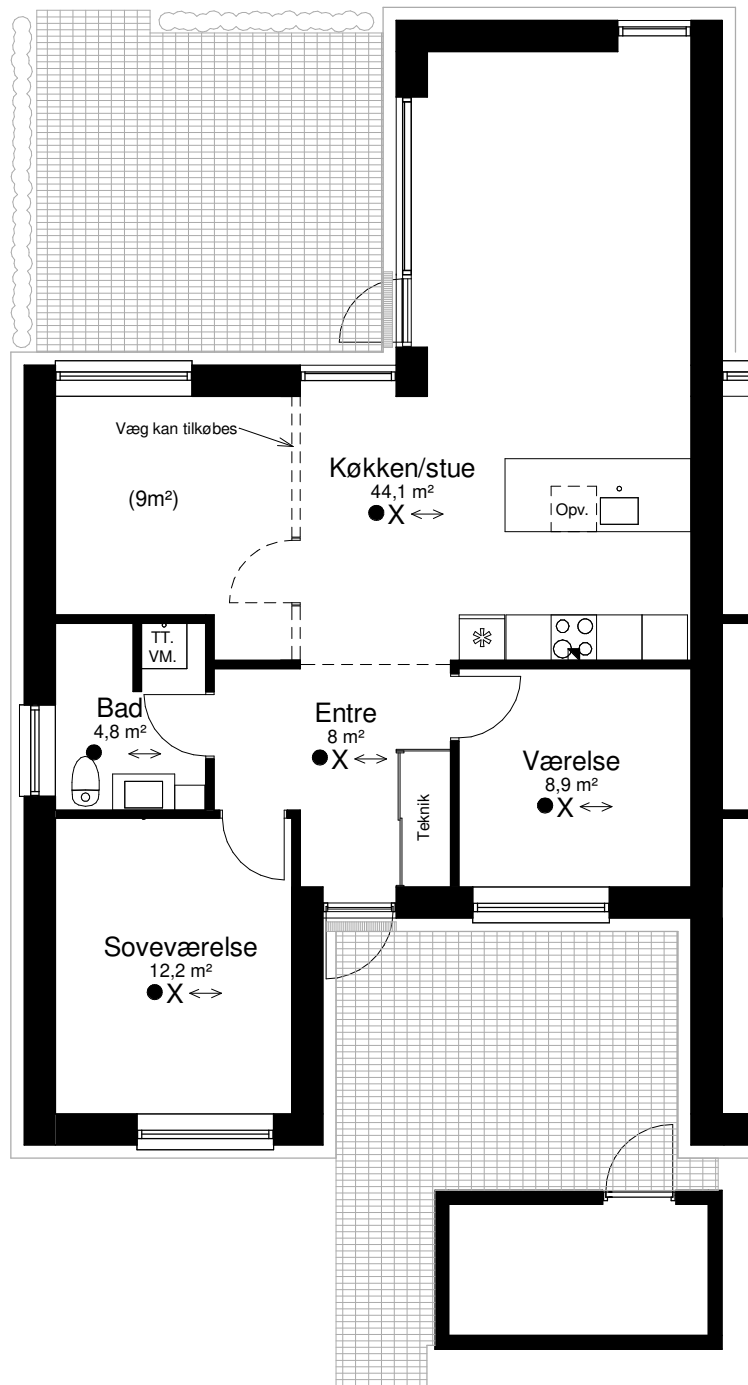 Væg kan tilkøbes
Køkken/stue
44,1 m²
X
(9m²)
Opv.
TT.
VM.
Bad
4,8 m²
Entre
8 m²
X
Teknik
Værelse
8,9 m²
X
Soveværelse
12,2 m²
X